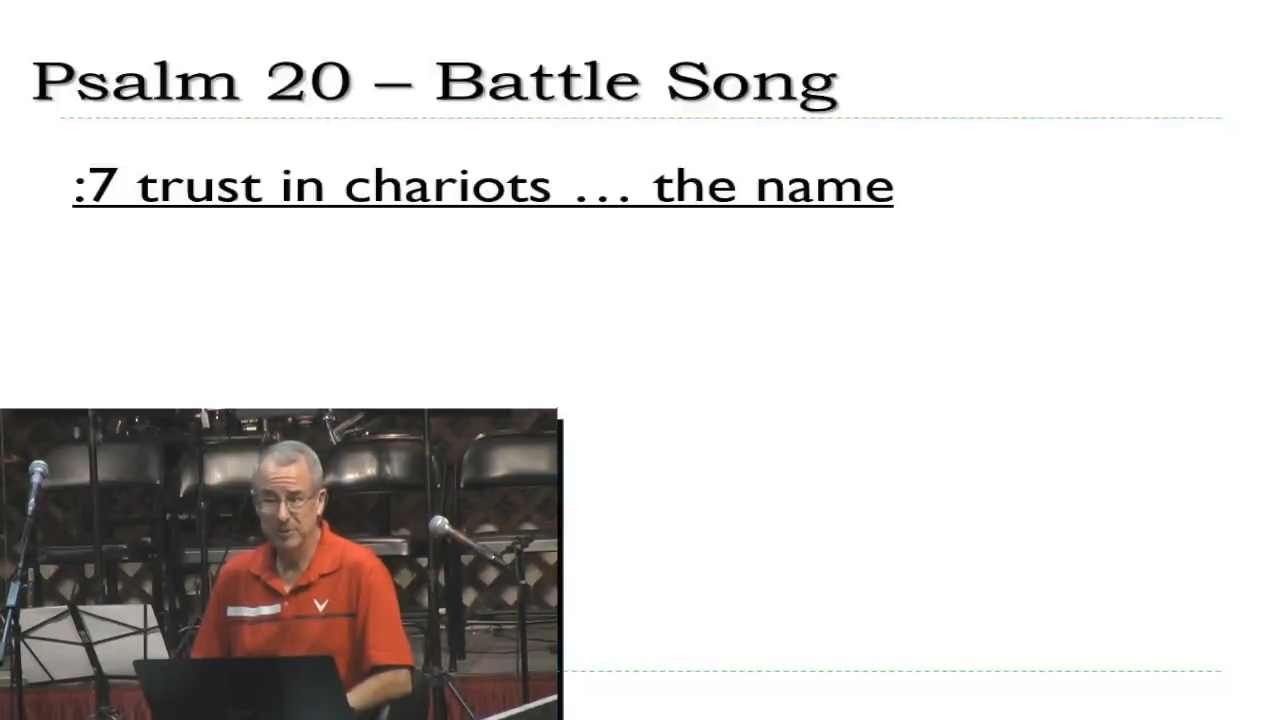 Psalm 20 – Battle Song
:7 trust in chariots … the name